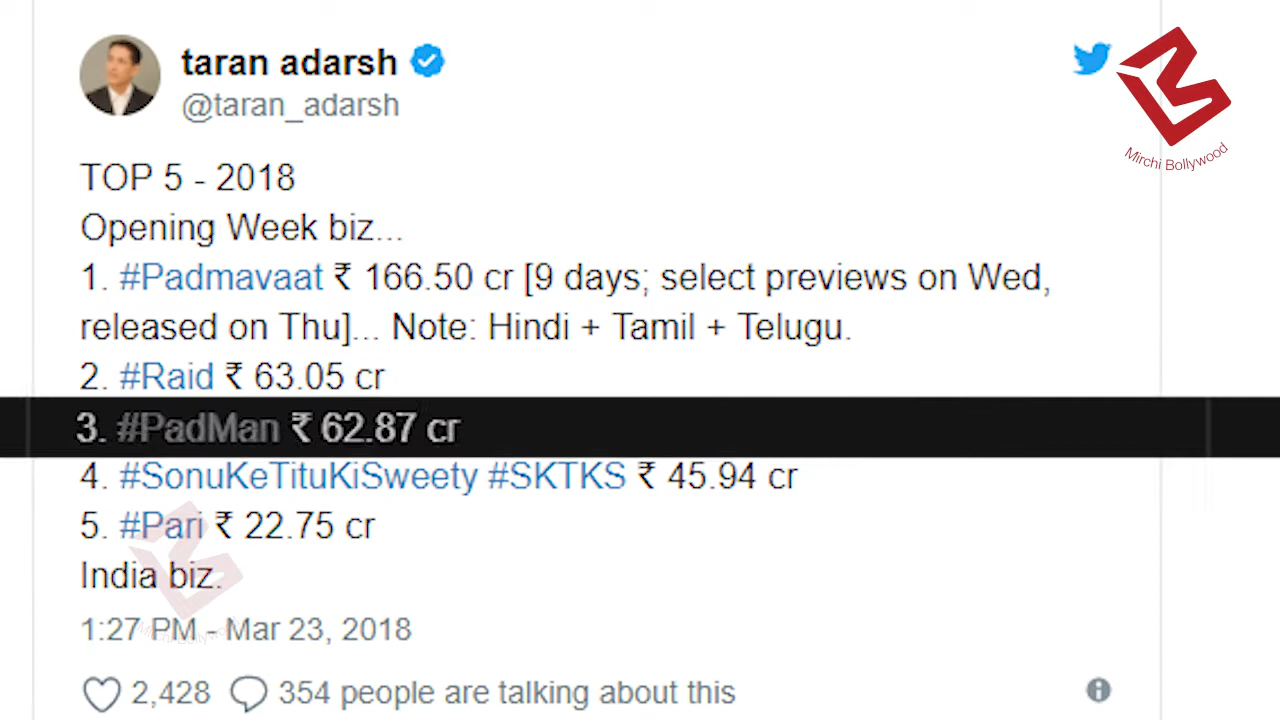 taran adarsh
@taran_adarsh
Mirchi Bollywood
TOP 5 - 2018
Opening Week biz...
1. #Padmavaat ₹ 166.50 cr [9 days; select previews on Wed,
released on Thu]... Note: Hindi + Tamil + Telugu.
2. #Raid ₹ 63.05 cr
3. #PadMan ₹ 62.87 cr
4. #SonuKeTituKiSweety #SKTKS ₹ 45.94 cr
5. #Pari ₹ 22.75 cr
India biz.
1:27 PM - Mar 23, 2018
Mirchi Bollywood
2,428 354 people are talking about this